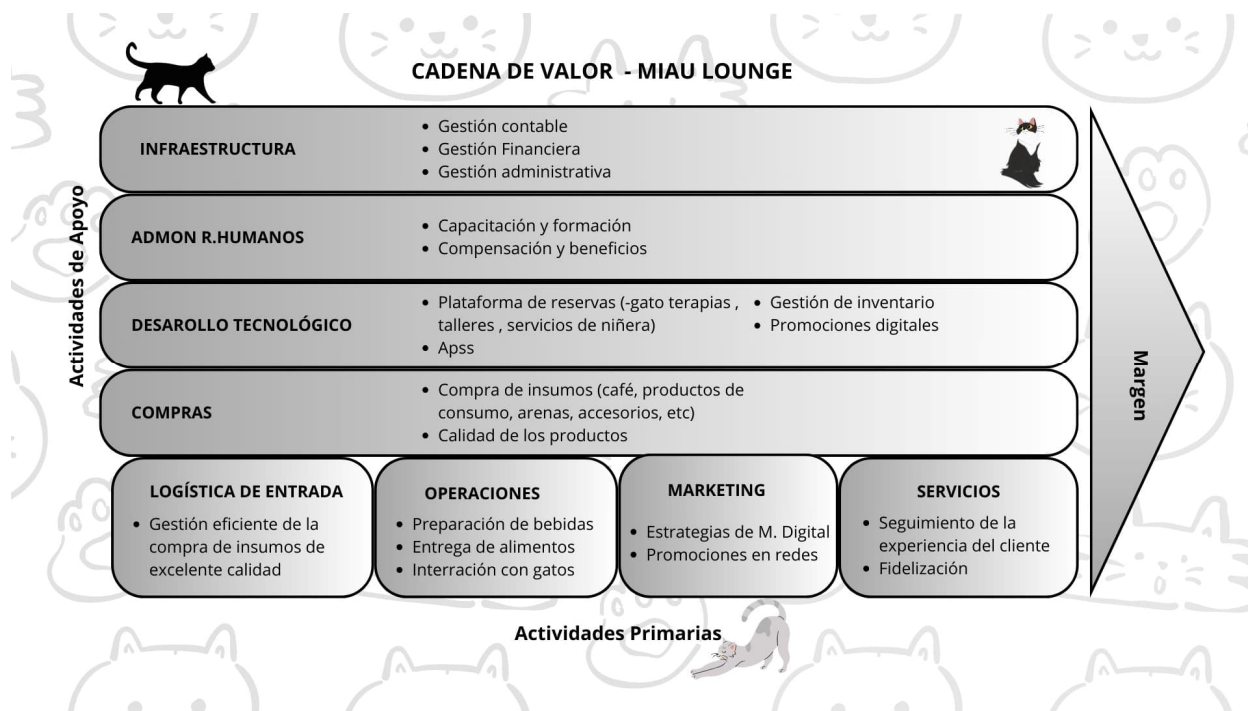 CADENA DE VALOR - MIAU LOUNGE
Actividades de Apoyo
INFRAESTRUCTURA
• Gestión contable
• Gestión Financiera
• Gestión administrativa
ADMON R.HUMANOS
• Capacitación y formación
• Compensación y beneficios
DESAROLLO TECNOLÓGICO
• Plataforma de reservas (-gato terapias ,
talleres , servicios de niñera)
• Apss
• Gestión de inventario
• Promociones digitales
COMPRAS
• Compra de insumos (café, productos de
consumo, arenas, accesorios, etc)
• Calidad de los productos
LOGÍSTICA DE ENTRADA
• Gestión eficiente de la
compra de insumos de
excelente calidad
OPERACIONES
• Preparación de bebidas
• Entrega de alimentos
• Interración con gatos
MARKETING
• Estrategias de M. Digital
• Promociones en redes
SERVICIOS
• Seguimiento de la
experiencia del cliente
• Fidelización
Margen
Actividades Primarias